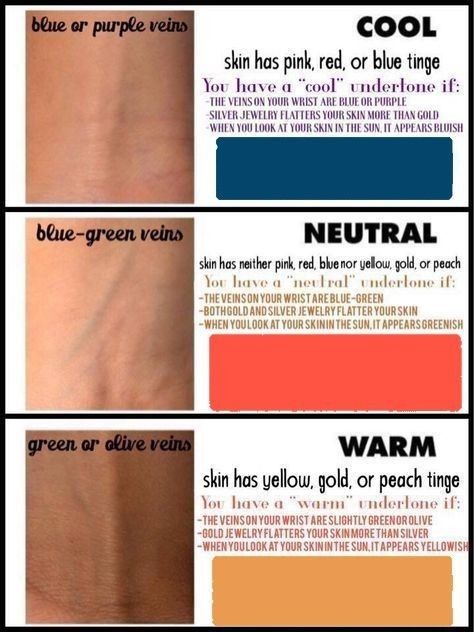 blue or purple veins
COOL
skin has pink, red, or blue tinge
You have a "cool" undertone if:
-THE VEINS ON YOUR WRIST ARE BLUE OR PURPLE
-SILVER JEWELRY FLATTERS YOUR SKIN MORE THAN GOLD
-WHEN YOU LOOK AT YOUR SKIN IN THE SUN, IT APPEARS BLUISH
blue-green veins
NEUTRAL
skin has neither pink, red, blue nor yellow, gold, or peach
You have a "neutral" undertone if:
-THE VEINS ON YOUR WRIST ARE BLUE-GREEN
-BOTH GOLD AND SILVER JEWELRY FLATTER YOUR SKIN
-WHEN YOU LOOK AT YOUR SKIN IN THE SUN, IT APPEARS GREENISH
green or olive veins
WARM
skin has yellow, gold, or peach tinge
You have a "warm" undertone if:
-THE VEINS ON YOUR WRIST ARE SLIGHTLY GREEN OR OLIVE
-GOLD JEWELRY FLATTERS YOUR SKIN MORE THAN SILVER
-WHEN YOU LOOK AT YOUR SKIN IN THE SUN, IT APPEARS YELLOWISH